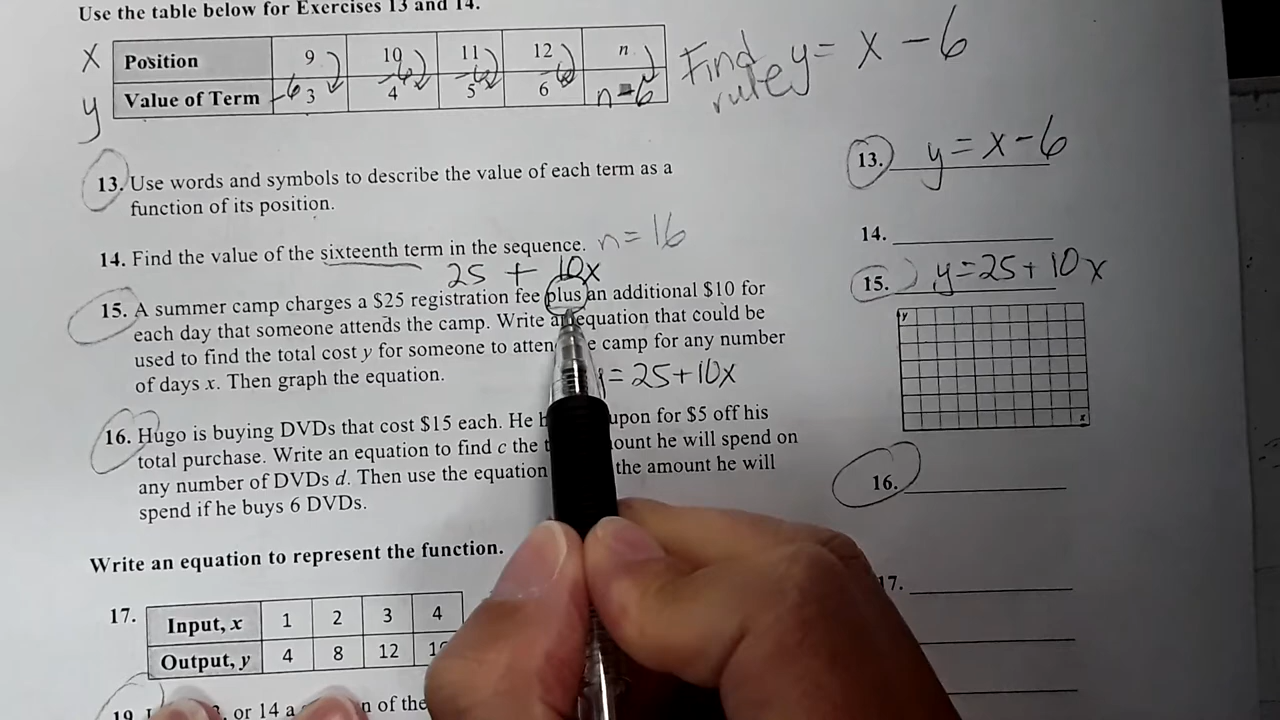 Use the table below for Exercises 13 and 14.
x Position 9 10 11 12 n
y Value of Term -6 3 -6 4 -6 5 -6 6 n-6
Find rule y = x - 6
13. Use words and symbols to describe the value of each term as a
function of its position.
13. y = x - 6
14. Find the value of the sixteenth term in the sequence. n = 16
14.
25 + 10x
15. A summer camp charges a $25 registration fee plus an additional $10 for
each day that someone attends the camp. Write an equation that could be
used to find the total cost y for someone to camp for any number
of days x. Then graph the equation. = 25+10x
15. y = 25 + 10x
y
x
16. Hugo is buying DVDs that cost $15 each. He for $5 off his
total purchase. Write an equation to find c the he will spend on
any number of DVDs d. Then use the equation the amount he will
spend if he buys 6 DVDs.
16.
Write an equation to represent the function.
17. Input, x 1 2 3 4
Output, y 4 8 12
17.
19. or 14 a of the